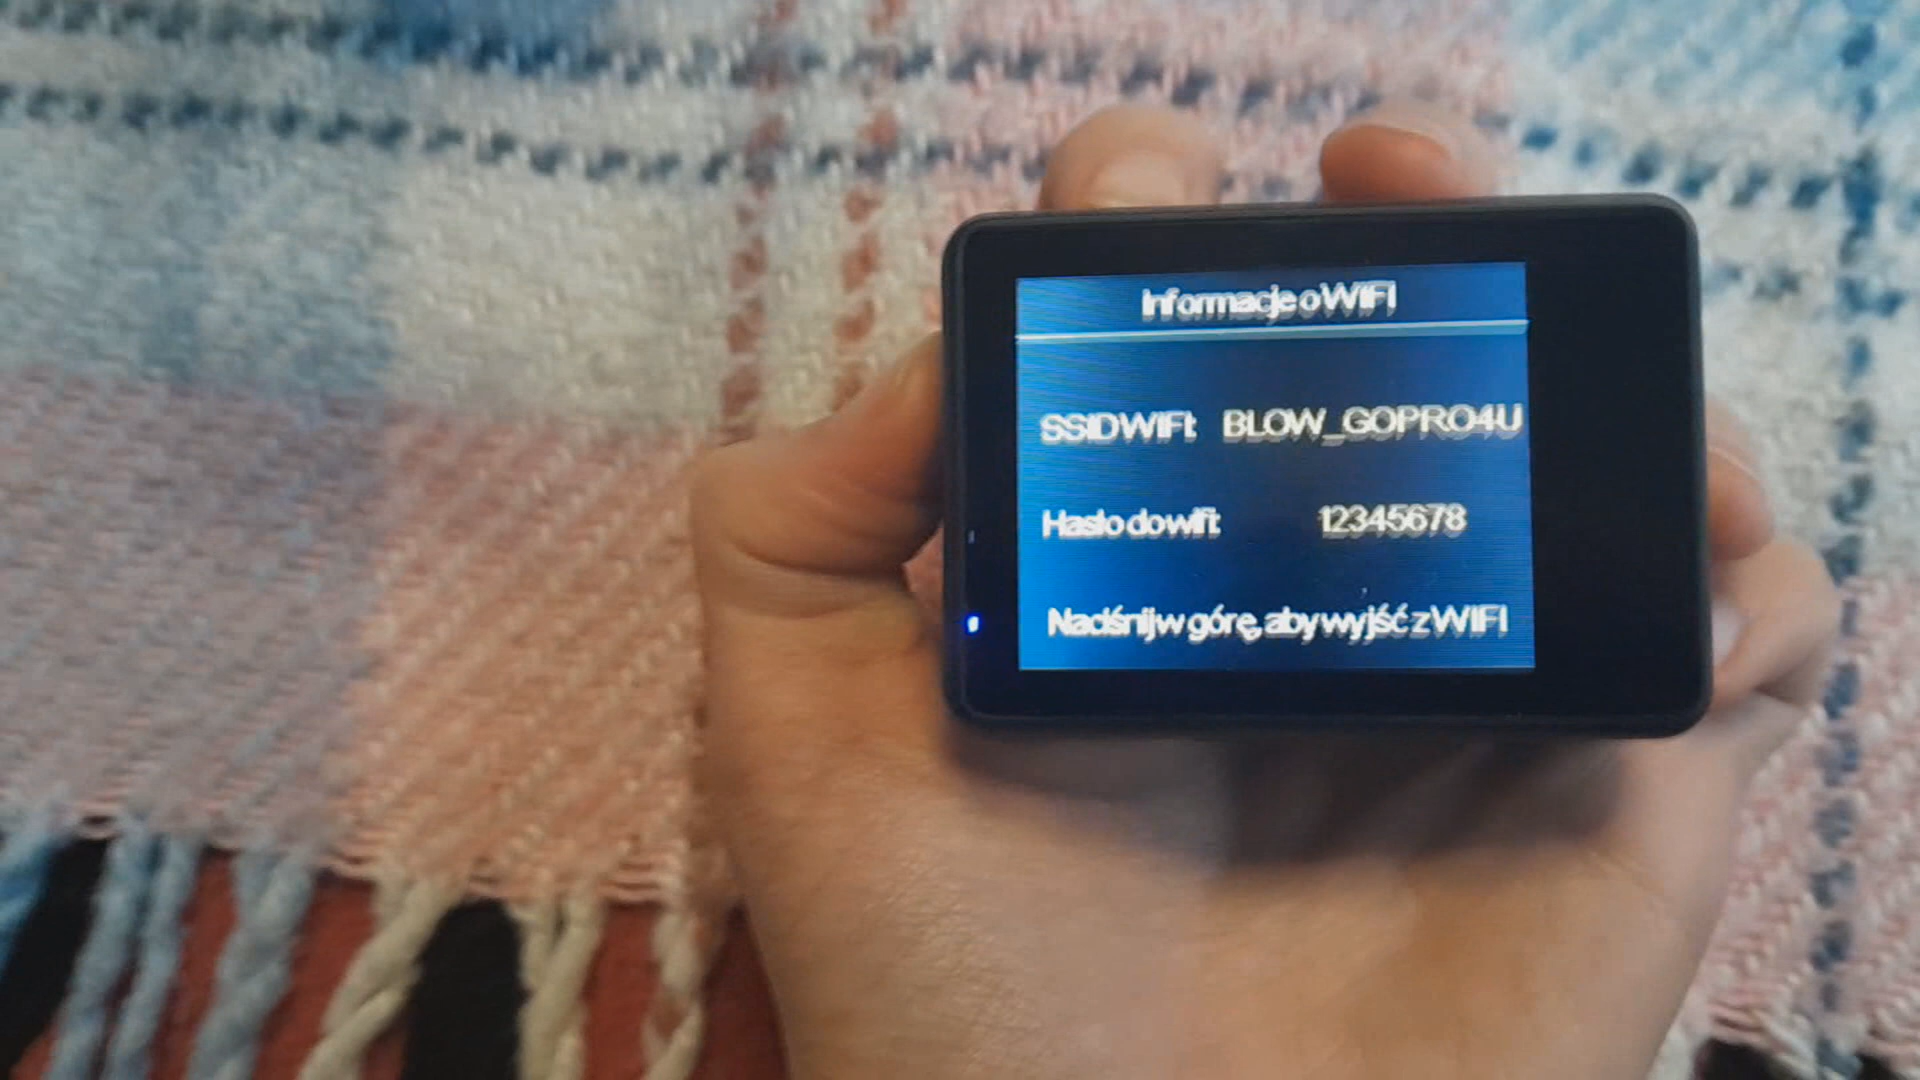 Informacje o WIFI
SSID WIFI: BLOW_GOPRO4U
Hasło do wifi: 12345678
Naciśnij w górę, aby wyjść z WIFI